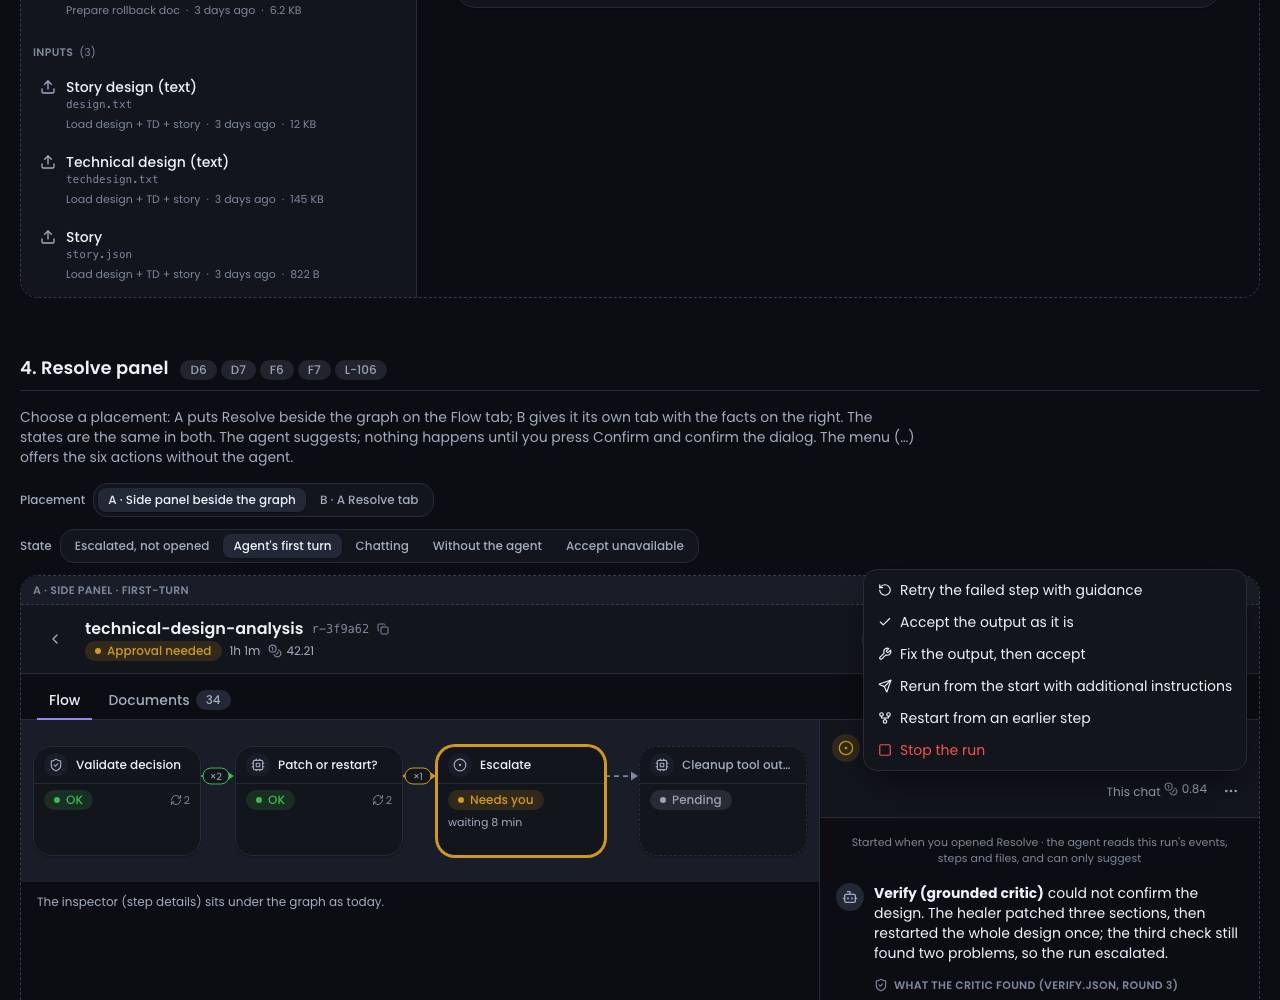 Prepare rollback doc · 3 days ago · 6.2 KB
INPUTS (3)
Story design (text)
design.txt
Load design + TD + story · 3 days ago · 12 KB
Technical design (text)
techdesign.txt
Load design + TD + story · 3 days ago · 145 KB
Story
story.json
Load design + TD + story · 3 days ago · 822 B
4. Resolve panel D6 D7 F6 F7 L-106
Choose a placement: A puts Resolve beside the graph on the Flow tab; B gives it its own tab with the facts on the right. The
states are the same in both. The agent suggests; nothing happens until you press Confirm and confirm the dialog. The menu (…)
offers the six actions without the agent.
Placement A · Side panel beside the graph B · A Resolve tab
State Escalated, not opened Agent's first turn Chatting Without the agent Accept unavailable
A · SIDE PANEL · FIRST-TURN
technical-design-analysis r–3f9a62
Approval needed 1h 1m 42.21
Flow Documents 34
Retry the failed step with guidance
Accept the output as it is
Fix the output, then accept
Rerun from the start with additional instructions
Restart from an earlier step
Stop the run
Validate decision
OK 2
×2
Patch or restart?
OK 2
×1
Escalate
Needs you
waiting 8 min
Cleanup tool out…
Pending
The inspector (step details) sits under the graph as today.
This chat 0.84 …
Started when you opened Resolve · the agent reads this run's events,
steps and files, and can only suggest
Verify (grounded critic) could not confirm the
design. The healer patched three sections, then
restarted the whole design once; the third check still
found two problems, so the run escalated.
WHAT THE CRITIC FOUND (VERIFY.JSON, ROUND 3)